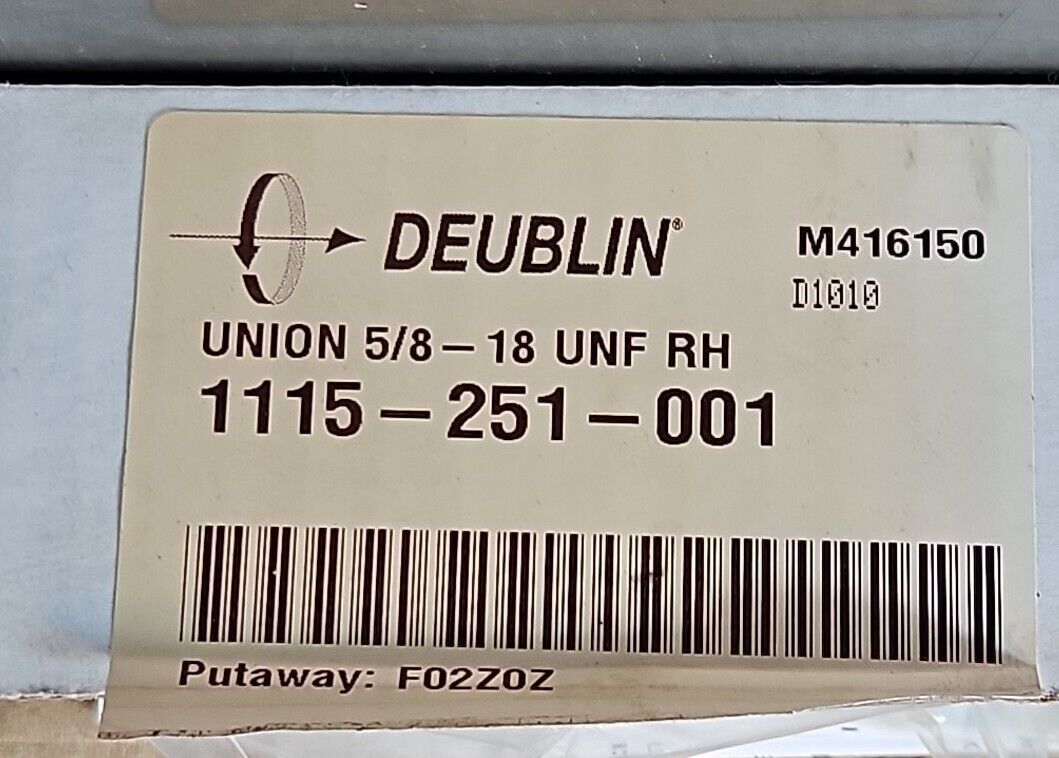 DEUBLIN® M416150
D1010
UNION 5/8-18 UNF RH
1115-251-001
Putaway: F02Z0Z